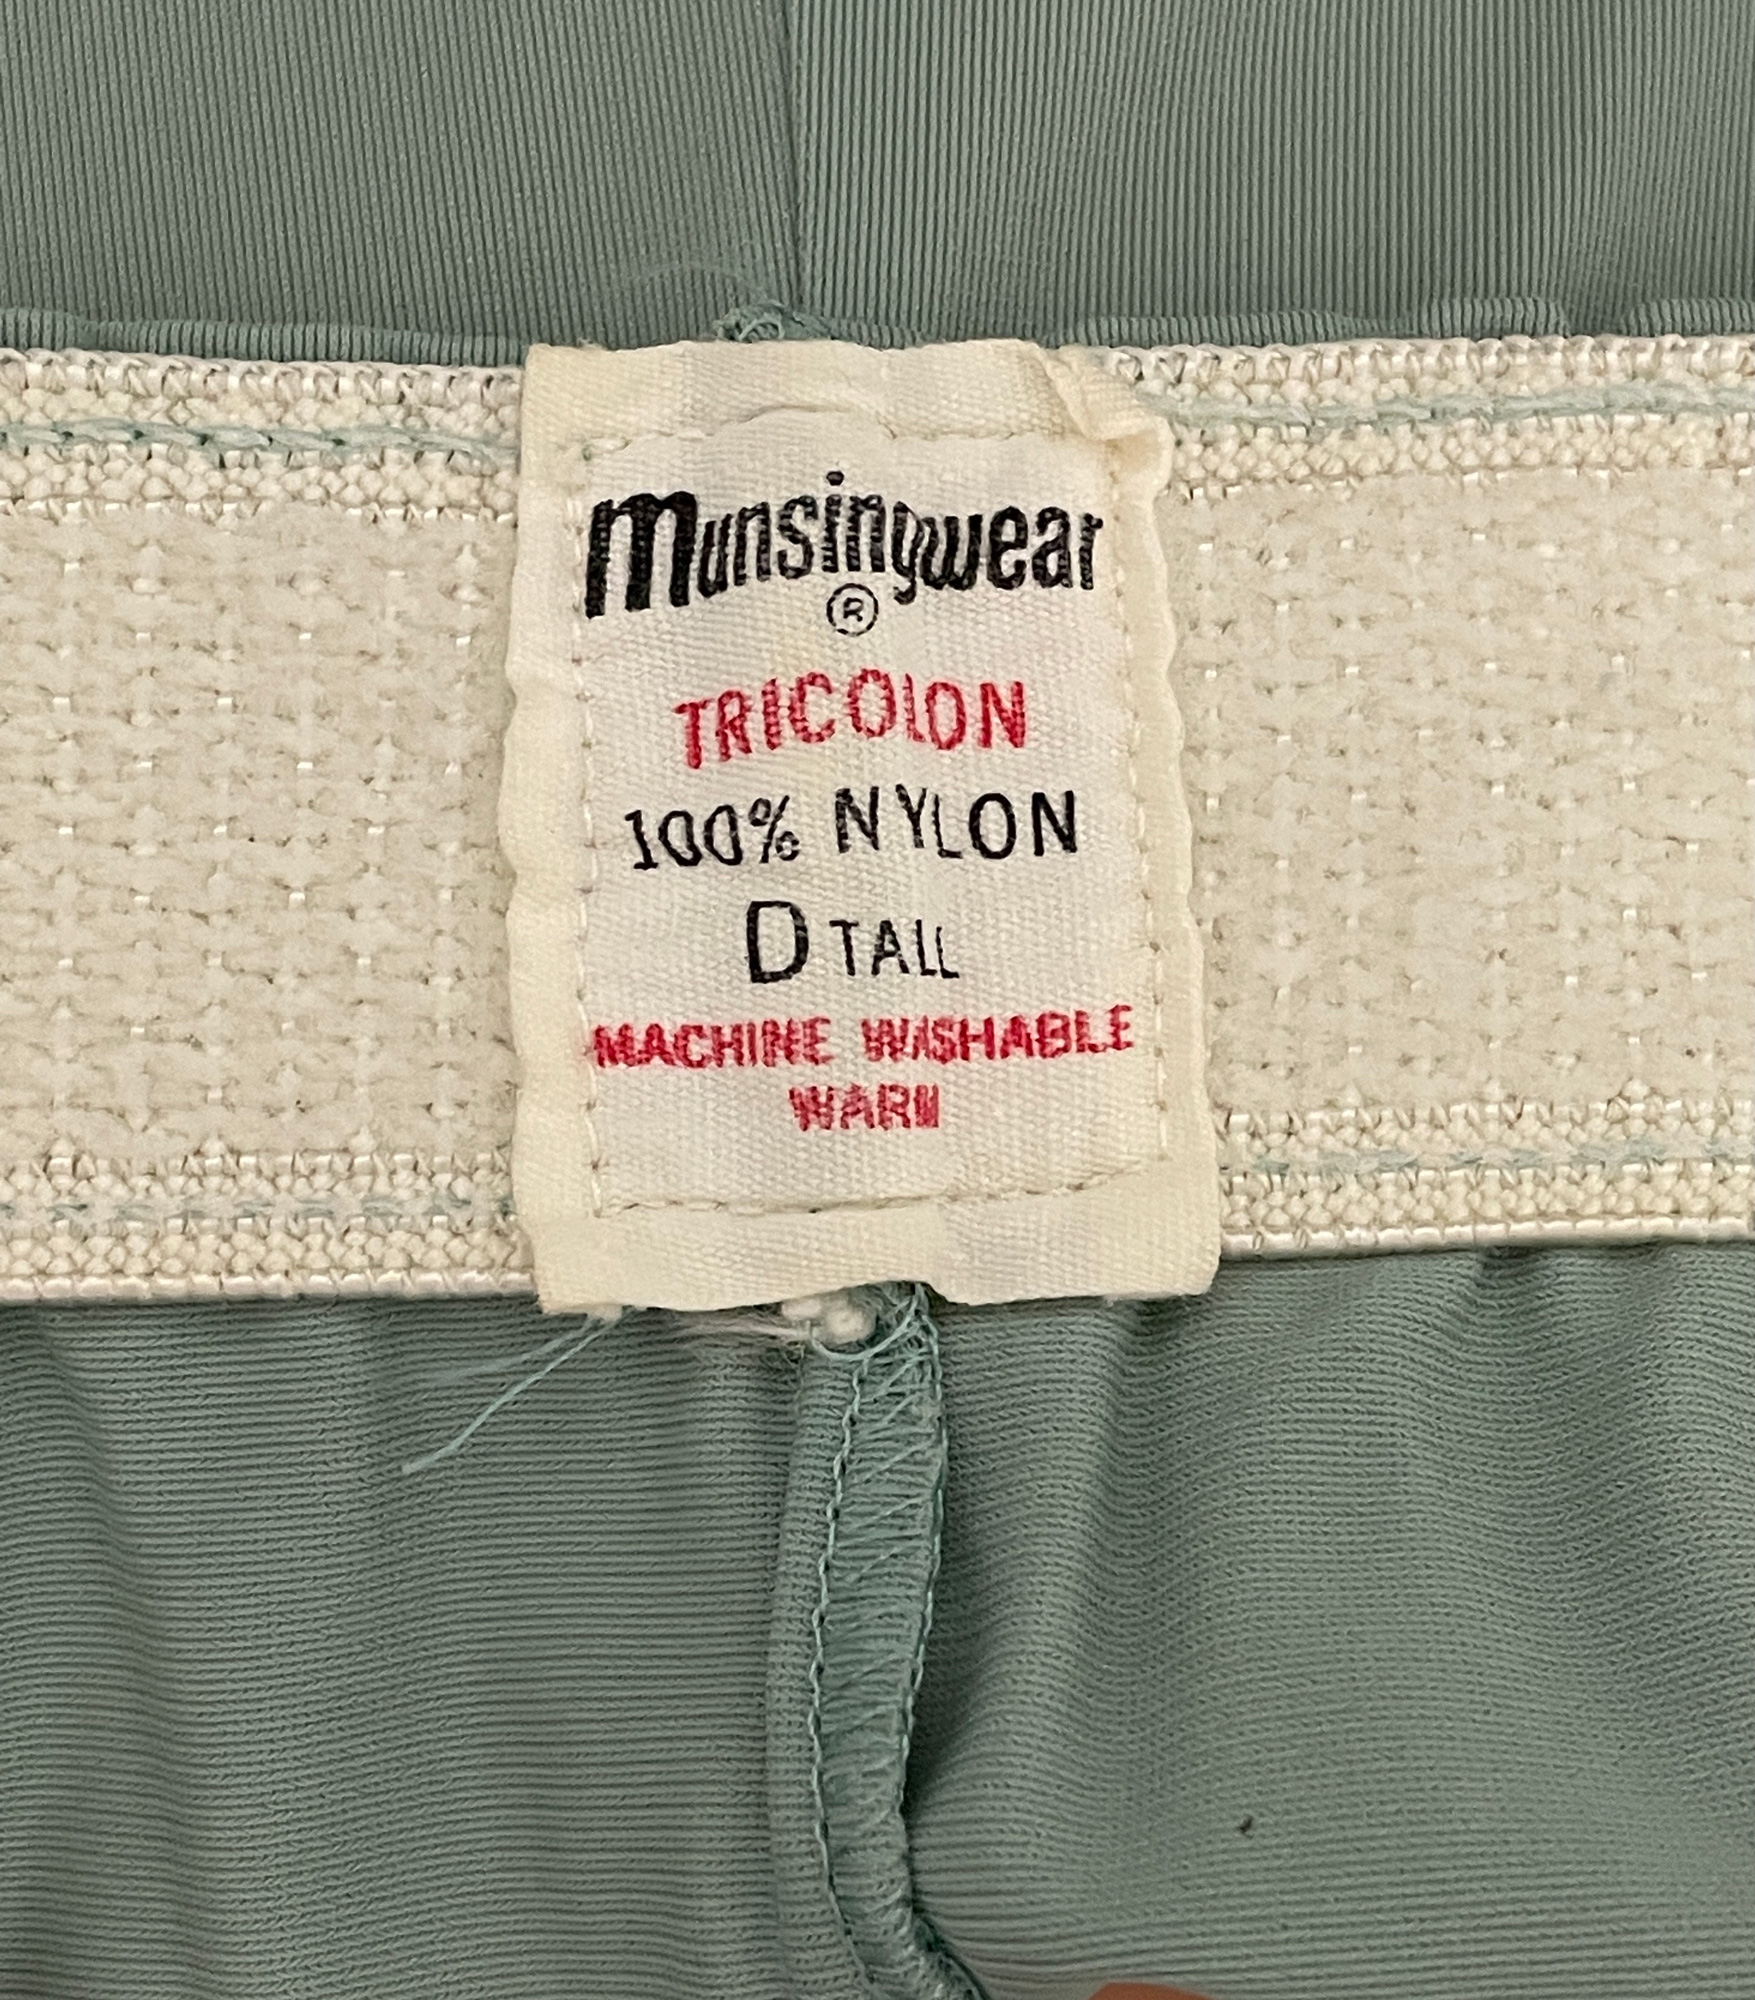 munsingwear
®
TRICOLON
100% NYLON
D TALL
MACHINE WASHABLE
WARM